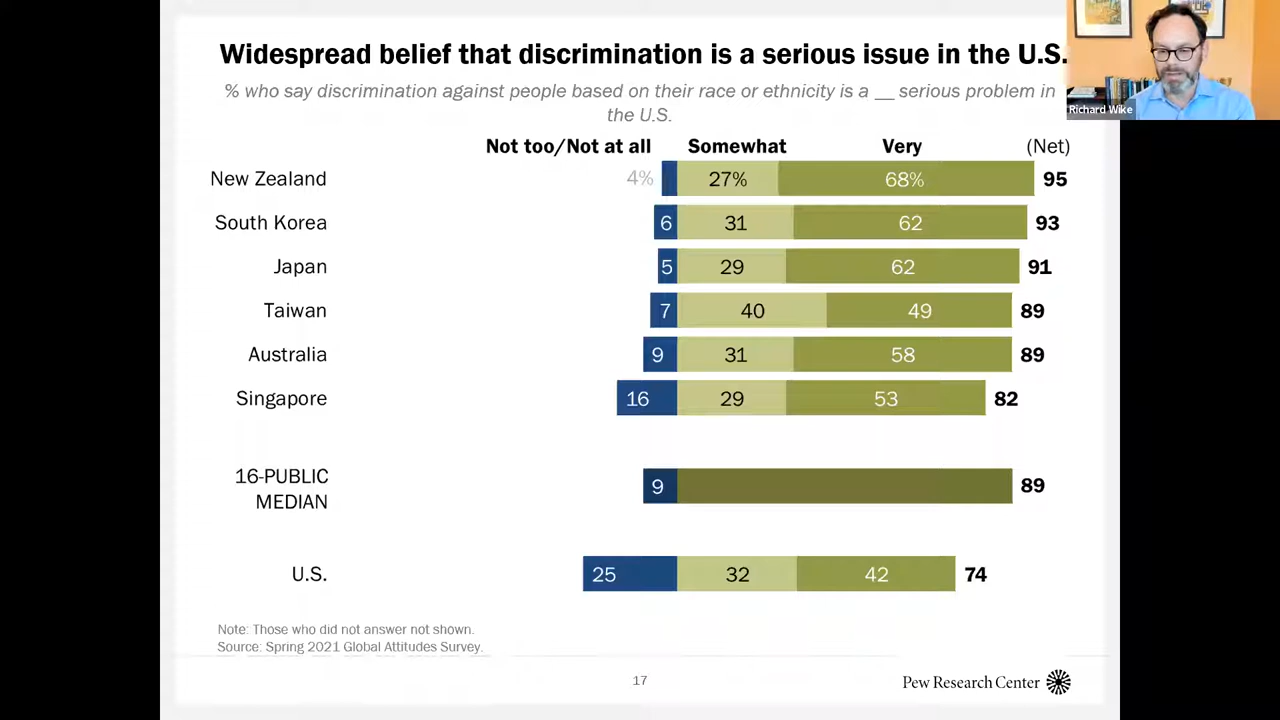 Widespread belief that discrimination is a serious issue in the U.S.
% who say discrimination against people based on their race or ethnicity is a __ serious problem in
the U.S.
Richard Wike
Not too/Not at all Somewhat Very (Net)
New Zealand 4% 27% 68% 95
South Korea 6 31 62 93
Japan 5 29 62 91
Taiwan 7 40 49 89
Australia 9 31 58 89
Singapore 16 29 53 82
16-PUBLIC
MEDIAN 9 89
U.S. 25 32 42 74
Note: Those who did not answer not shown.
Source: Spring 2021 Global Attitudes Survey.
17
Pew Research Center